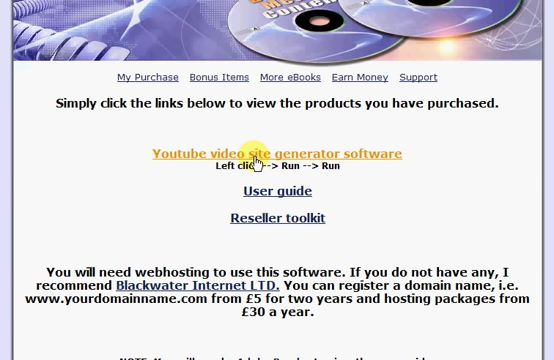 CONTENT
My Purchase Bonus Items More eBooks Earn Money Support
Simply click the links below to view the products you have purchased.
Youtube video site generator software
Left click --> Run --> Run
User guide
Reseller toolkit
You will need webhosting to use this software. If you do not have any, I
recommend Blackwater Internet LTD. You can register a domain name, i.e.
www.yourdomainname.com from £5 for two years and hosting packages from
£30 a year.